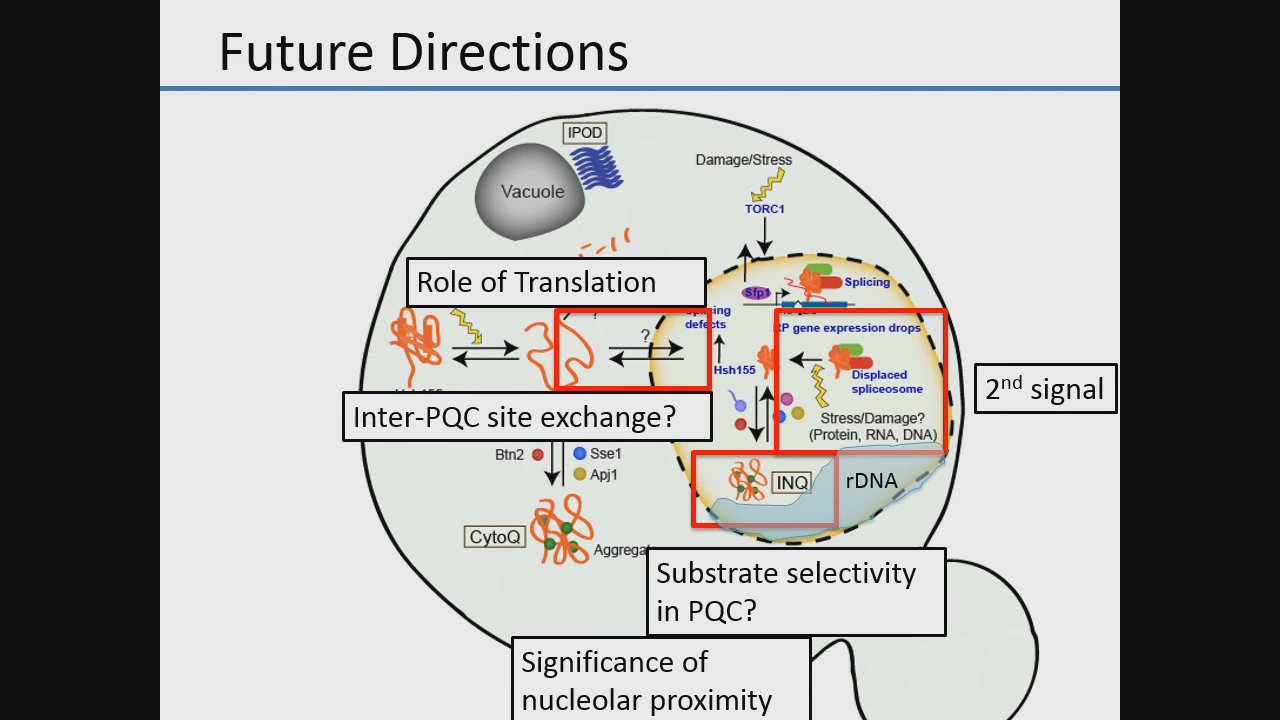 Future Directions
IPOD
Vacuole
Damage/Stress
TORC1
Role of Translation
Sfp1
Splicing
defects
RP gene expression drops
?
?
Hsh155
Displaced
spliceosome
2nd signal
Inter-PQC site exchange?
Stress/Damage?
(Protein, RNA, DNA)
Btn2
Sse1
Apj1
INQ
rDNA
CytoQ
Substrate selectivity
in PQC?
Significance of
nucleolar proximity